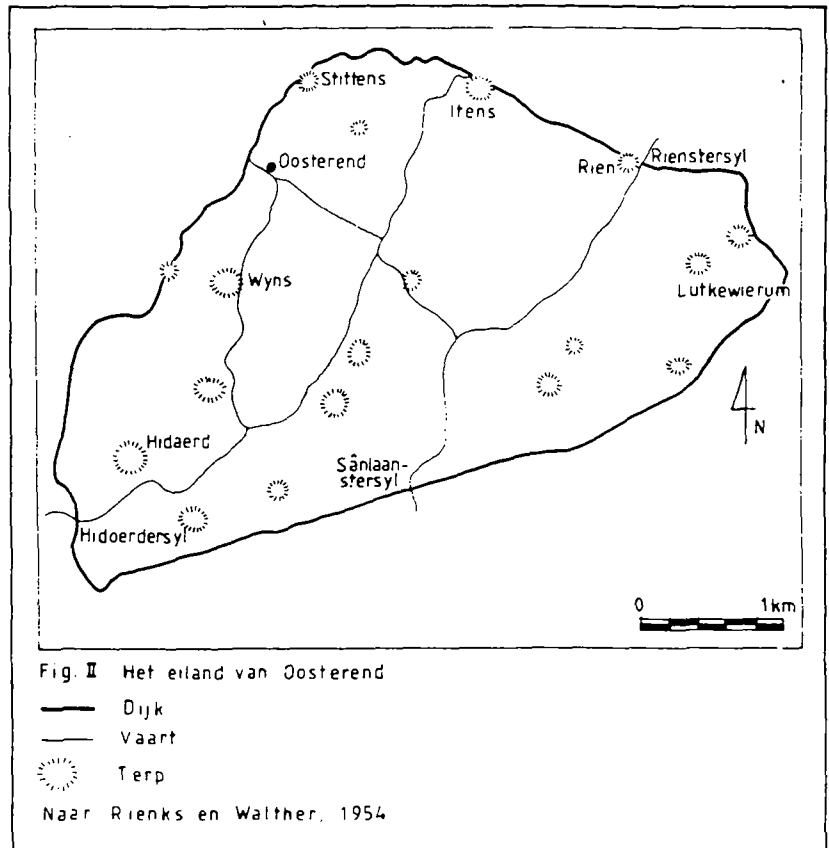 Stittens
Itens
Oosterend
Rien
Rienstersyl
Wyns
Lutkewierum
N
Hidaerd
Sânlaan-
stersyl
Hidoerdersyl
0 1km
Fig. II Het eiland van Oosterend
Dijk
Vaart
Terp
Naar Rienks en Walther, 1954